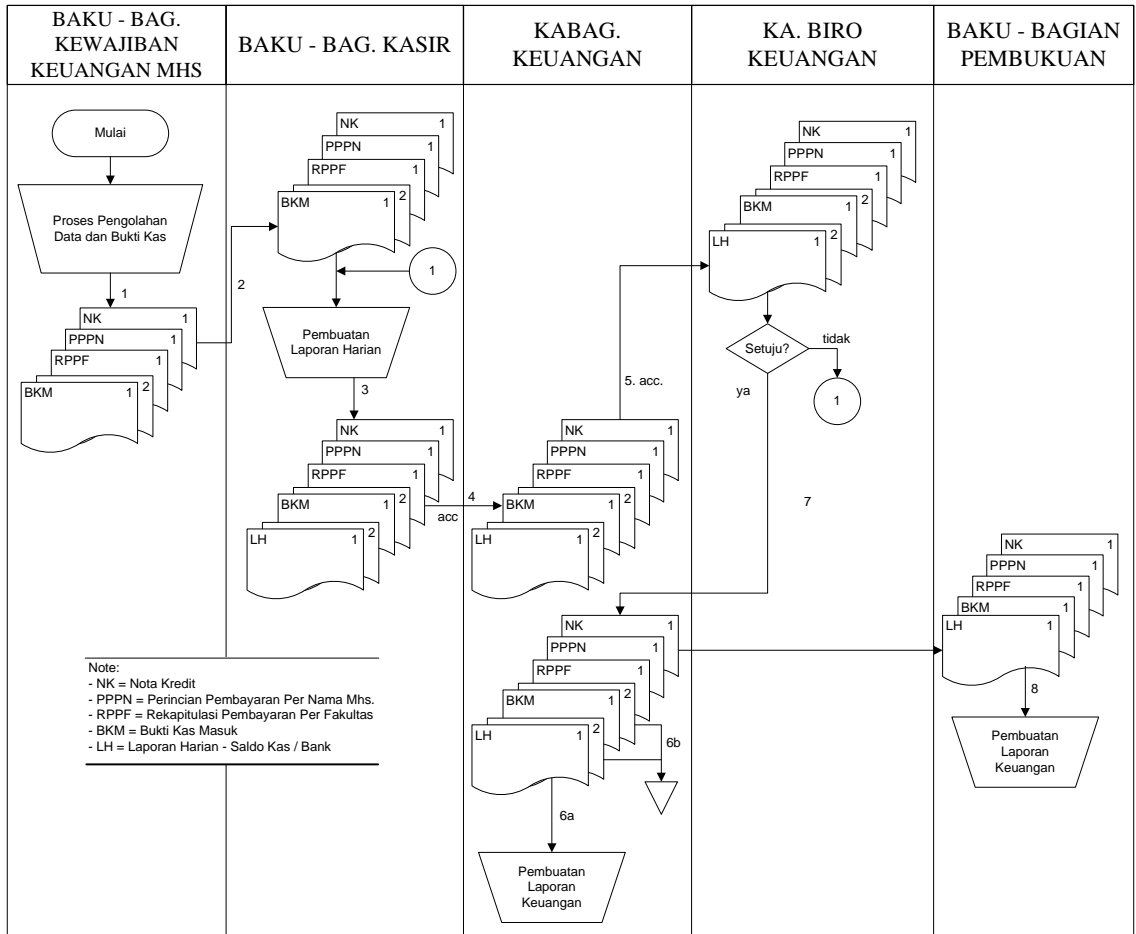 BAKU - BAG.
KEWAJIBAN
KEUANGAN MHS
BAKU - BAG. KASIR
KABAG.
KEUANGAN
KA. BIRO
KEUANGAN
BAKU - BAGIAN
PEMBUKUAN
Mulai
Proses Pengolahan
Data dan Bukti Kas
1
NK 1
PPPN 1
RPPF 1
2
BKM 1
2
NK 1
PPPN 1
RPPF 1
2
BKM 1
1
Pembuatan
Laporan Harian
3
NK 1
PPPN 1
RPPF 1
2
BKM 1
2
LH 1
4
acc
NK 1
PPPN 1
RPPF 1
2
BKM 1
2
LH 1
5. acc.
NK 1
PPPN 1
RPPF 1
2
BKM 1
2
LH 1
Setuju?
tidak
1
ya
7
NK 1
PPPN 1
RPPF 1
2
BKM 1
2
LH 1
6b
6a
Pembuatan
Laporan
Keuangan
NK 1
PPPN 1
RPPF 1
BKM 1
LH 1
8
Pembuatan
Laporan
Keuangan
Note:
- NK = Nota Kredit
- PPPN = Perincian Pembayaran Per Nama Mhs.
- RPPF = Rekapitulasi Pembayaran Per Fakultas
- BKM = Bukti Kas Masuk
- LH = Laporan Harian - Saldo Kas / Bank